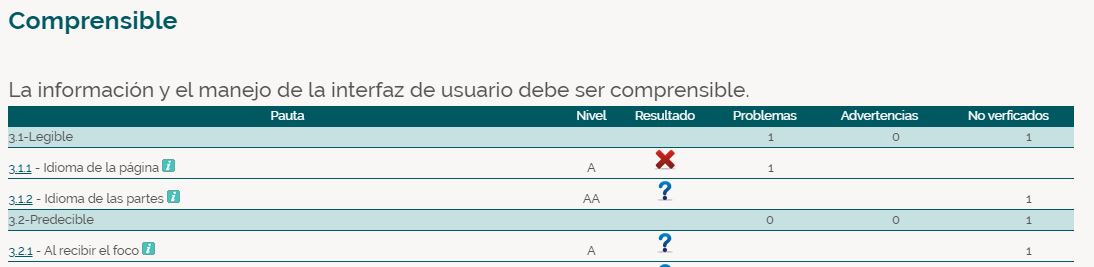 Comprensible
La información y el manejo de la interfaz de usuario debe ser comprensible.
Pauta Nivel Resultado Problemas Advertencias No verficados
3.1-Legible 1 0 1
3.1.1 - Idioma de la página i A 1
3.1.2 - Idioma de las partes i AA ? 1
3.2-Predecible 0 0 1
3.2.1 - Al recibir el foco i A ? 1